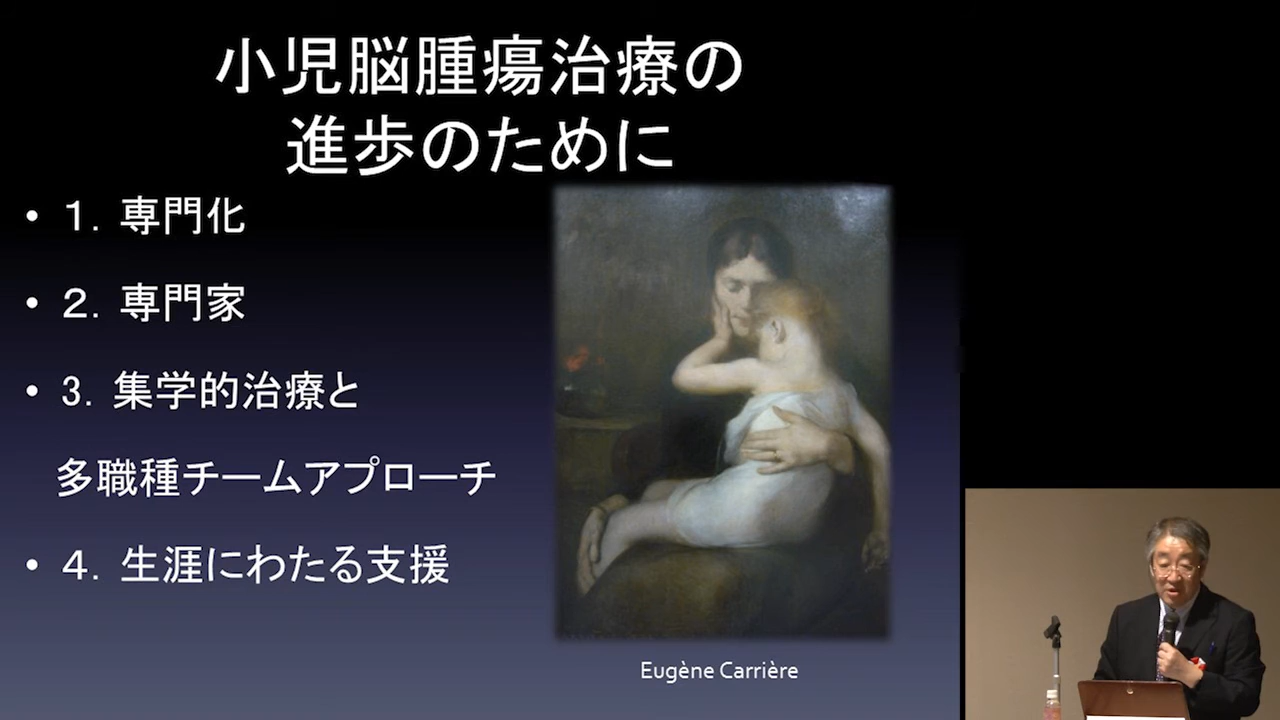 小児脳腫瘍治療の
進歩のために
• １．専門化
• ２．専門家
• ３．集学的治療と
多職種チームアプローチ
• ４．生涯にわたる支援
Eugène Carrière